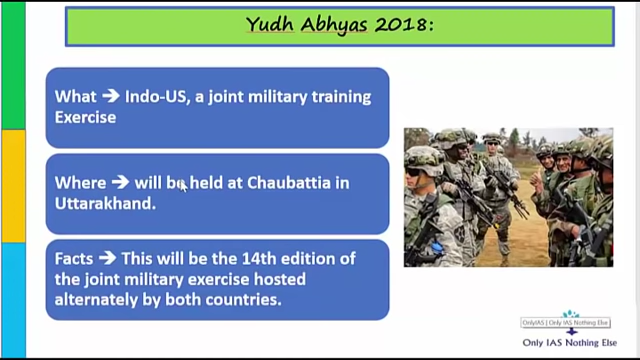 Yudh Abhyas 2018:
What ➔ Indo-US, a joint military training
Exercise
Where ➔ will be held at Chaubattia in
Uttarakhand.
Facts ➔ This will be the 14th edition of
the joint military exercise hosted
alternately by both countries.
OnlyIAS | Only IAS Nothing Else
Only IAS Nothing Else